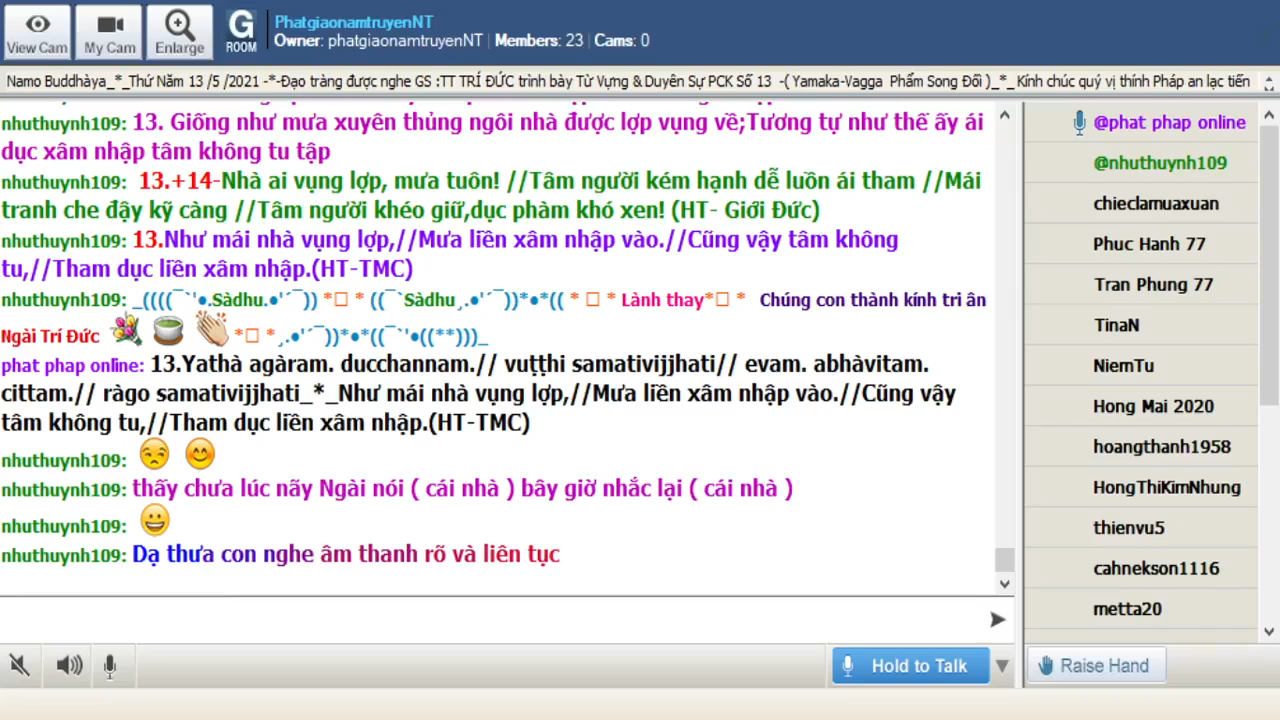 View Cam
My Cam
Enlarge
G
ROOM
PhatgiaonamtruyenNT
Owner: phatgiaonamtruyenNT | Members: 23 | Cams: 0
Namo Buddhàya_*_Thứ Năm 13 /5 /2021 -*-Đạo tràng được nghe GS :TT TRÍ ĐỨC trình bày Từ Vựng & Duyên Sự PCK Số 13 -( Yamaka-Vagga Phẩm Song Đối )_*_ Kính chúc quý vị thính Pháp an lạc tiến
nhuthuynh109: 13. Giống như mưa xuyên thủng ngôi nhà được lợp vụng về;Tương tự như thế ấy ái
dục xâm nhập tâm không tu tập
nhuthuynh109: 13.+14-Nhà ai vụng lợp, mưa tuôn! //Tâm người kém hạnh dễ luồn ái tham //Mái
tranh che đậy kỹ càng //Tâm người khéo giữ,dục phàm khó xen! (HT- Giới Đức)
nhuthuynh109: 13.Như mái nhà vụng lợp,//Mưa liền xâm nhập vào.//Cũng vậy tâm không
tu,//Tham dục liền xâm nhập.(HT-TMC)
nhuthuynh109: _((((¯`'•.Sàdhu.•'´¯)) *▯ * ((¯`Sàdhu¸.•'´¯))*•*(( * ▯ * Lành thay*▯ * Chúng con thành kính tri ân
Ngài Trí Đức 💐 🍵 👏 *▯ *¸.•'´¯))*•*((¯`'•((**)))_
phat phap online: 13.Yathà agàram. ducchannam.// vuṭṭhi samativijjhati// evam. abhàvitam.
cittam.// ràgo samativijjhati_*_Như mái nhà vụng lợp,//Mưa liền xâm nhập vào.//Cũng vậy
tâm không tu,//Tham dục liền xâm nhập.(HT-TMC)
nhuthuynh109: 😒 😊
nhuthuynh109: thấy chưa lúc nãy Ngài nói ( cái nhà ) bây giờ nhắc lại ( cái nhà )
nhuthuynh109: 😀
nhuthuynh109: Dạ thưa con nghe âm thanh rõ và liên tục
Hold to Talk
@phat phap online
@nhuthuynh109
chieclamuaxuan
Phuc Hanh 77
Tran Phung 77
TinaN
NiemTu
Hong Mai 2020
hoangthanh1958
HongThiKimNhung
thienvu5
cahnekson1116
metta20
Raise Hand